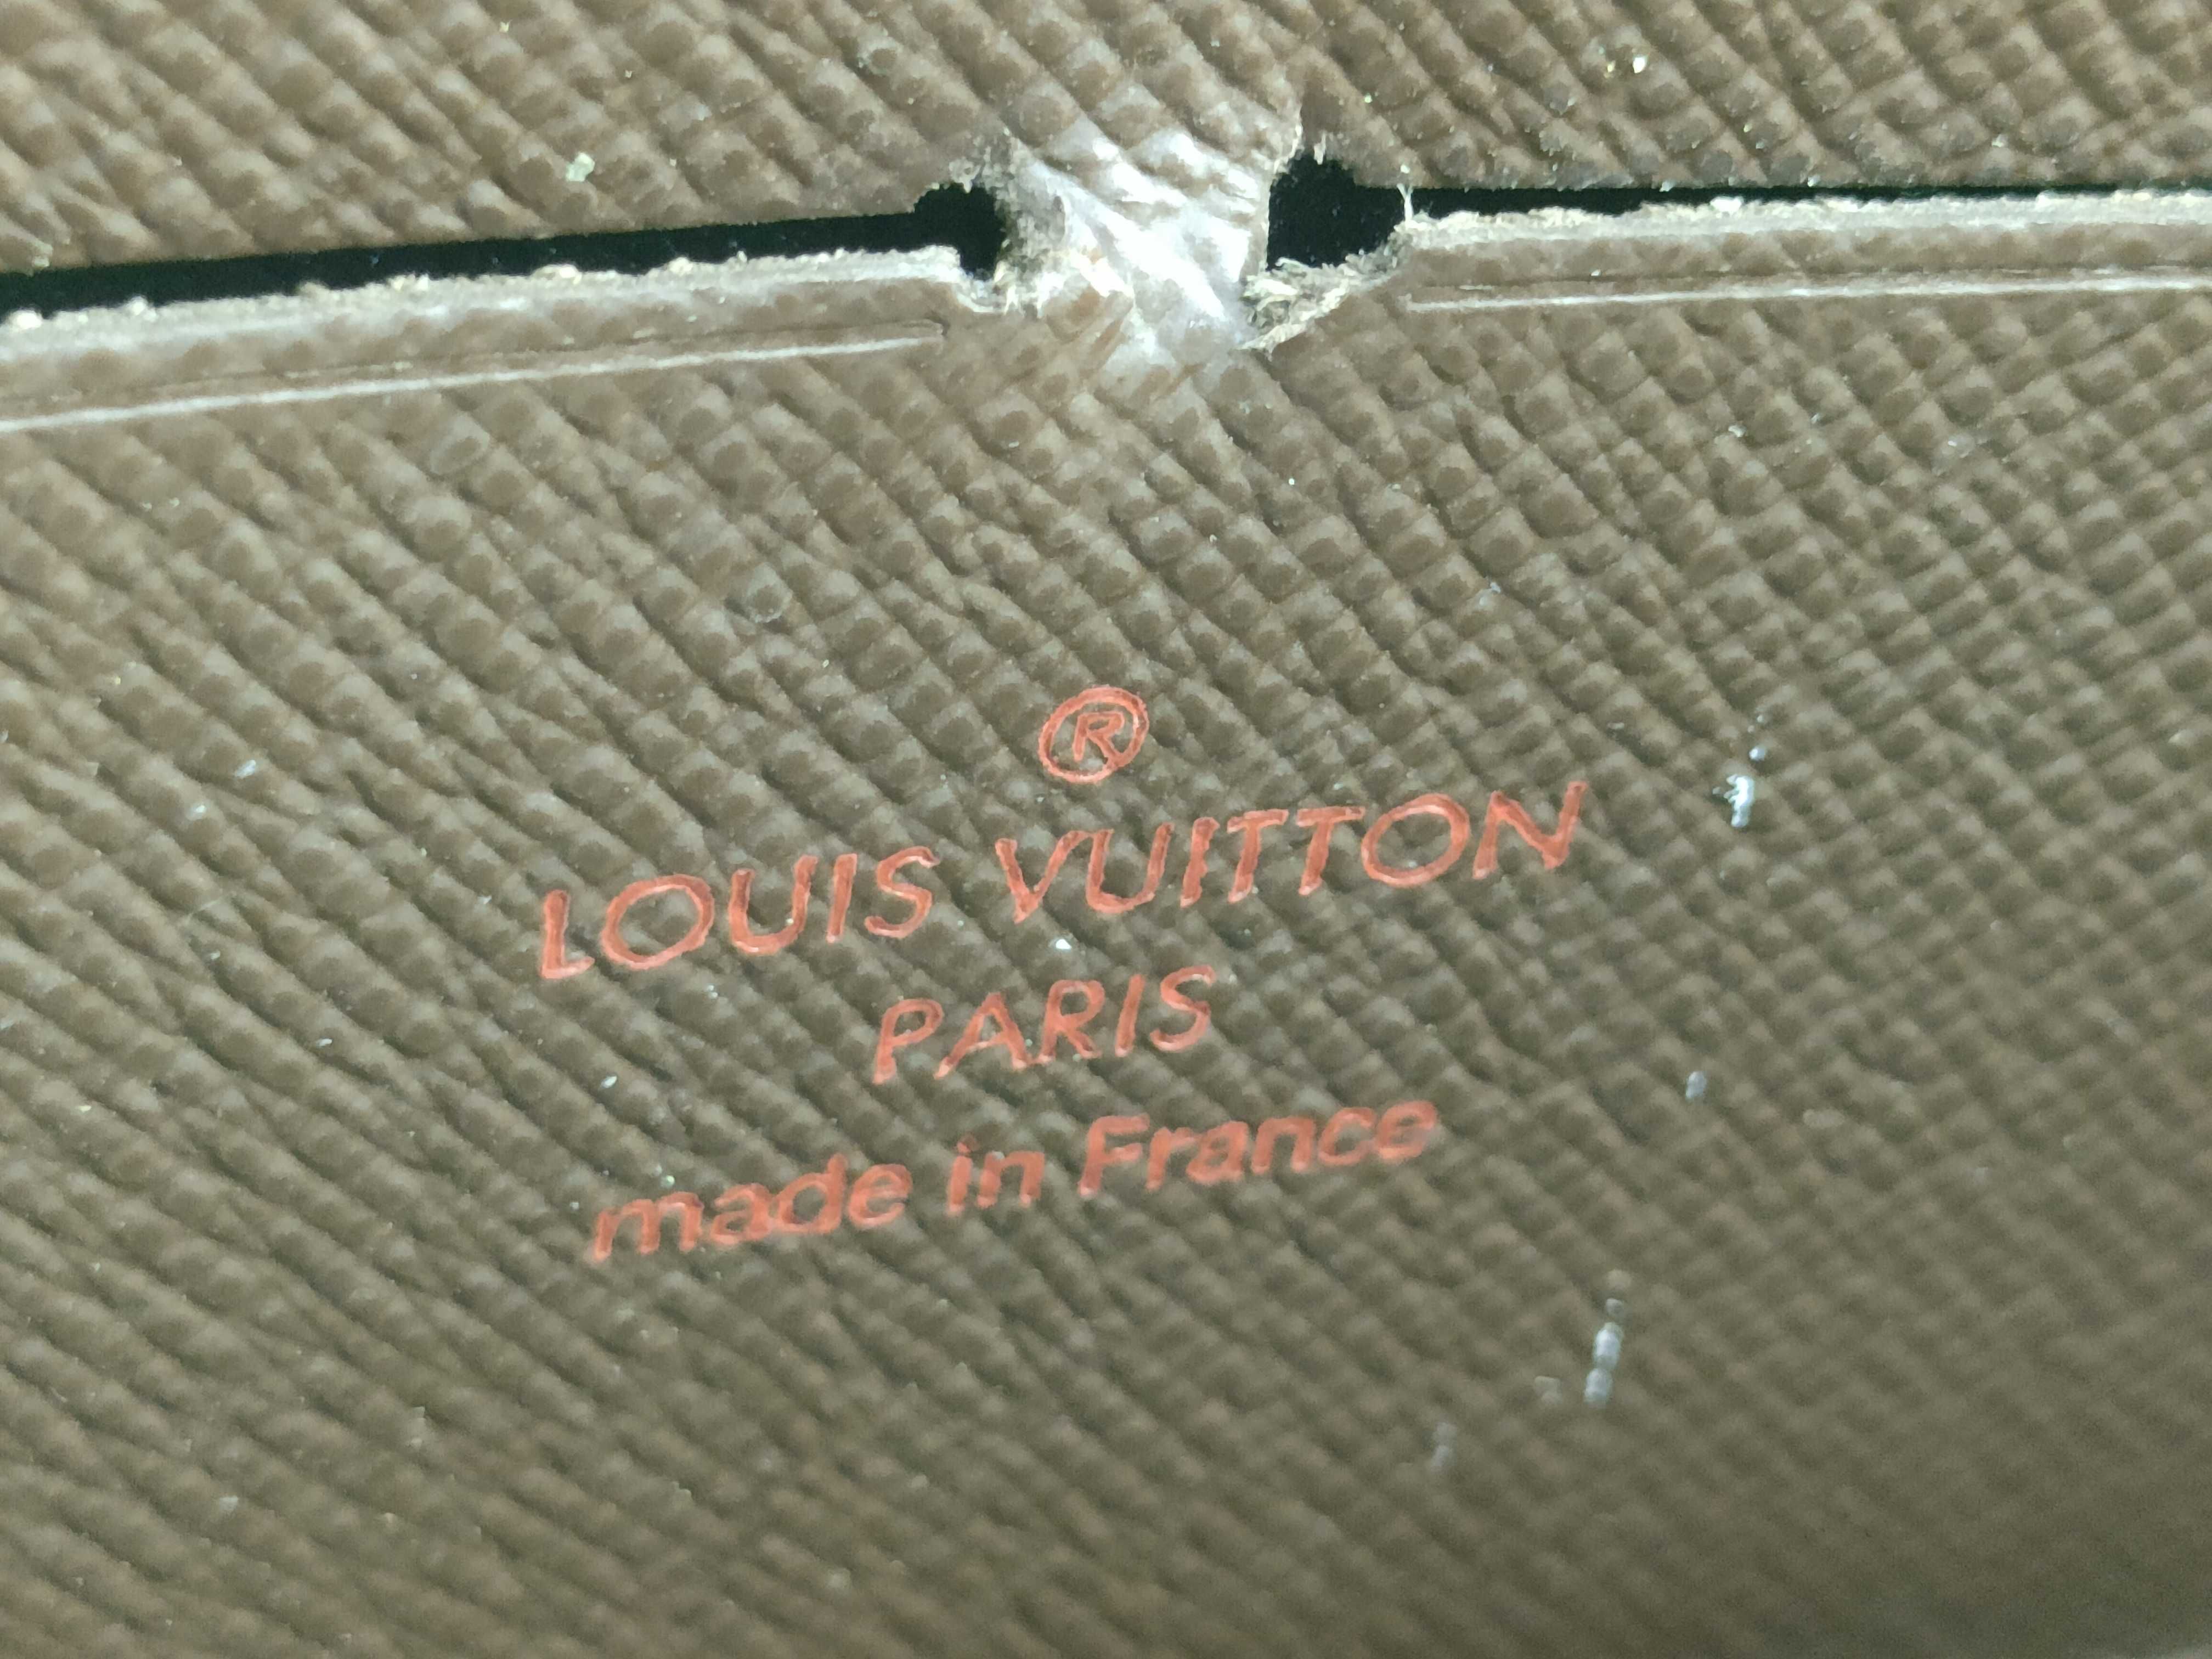 ®
LOUIS VUITTON
PARIS
made in France